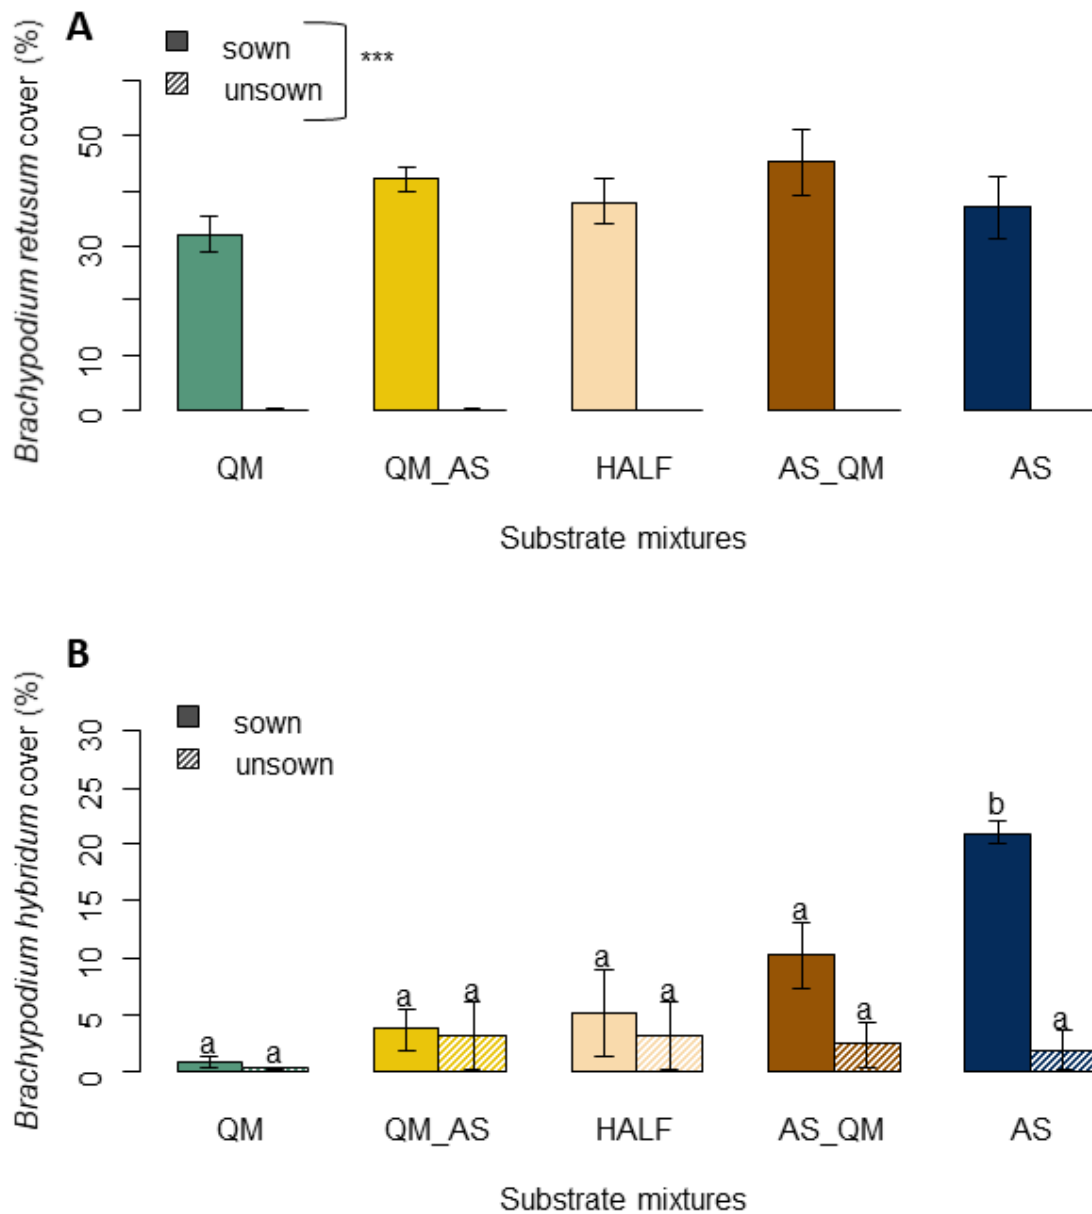 A
sown
***
unsown
Brachypodium retusum cover (%)
50
30
10
0
QM QM_AS HALF AS_QM AS
Substrate mixtures
B
sown
unsown
Brachypodium hybridum cover (%)
30
25
20
15
10
5
0
a a a a a a a a b a
QM QM_AS HALF AS_QM AS
Substrate mixtures